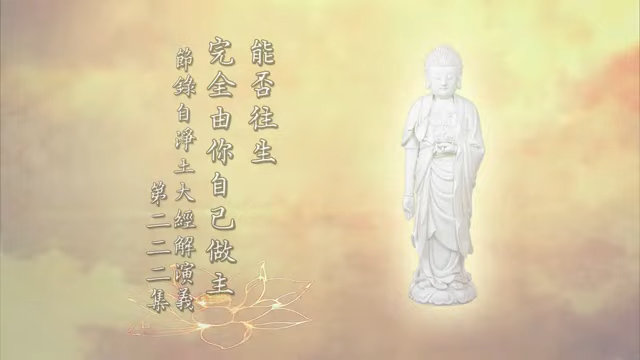 能否往生
完全由你自己做主
節錄自淨土大經解演義
第二二二集